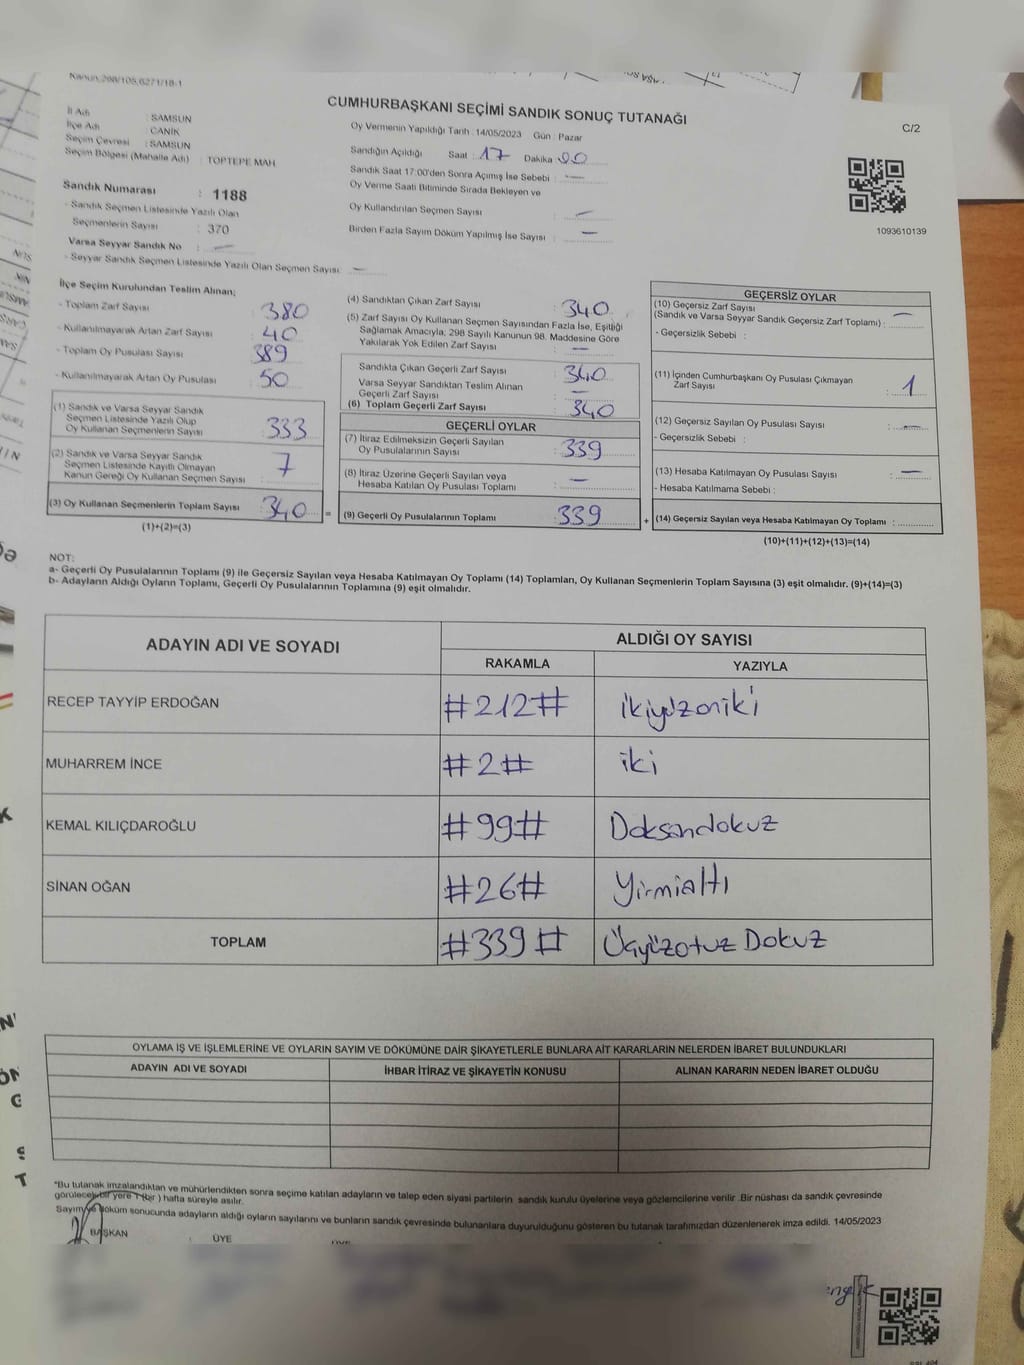 Kanun:298/105,6271/18-1
CUMHURBAŞKANI SEÇİMİ SANDIK SONUÇ TUTANAĞI
C/2
İl Adı : SAMSUN
İlçe Adı : CANİK
Seçim Çevresi : SAMSUN
Seçim Bölgesi (Mahalle Adı) : TOPTEPE MAH
Sandık Numarası : 1188
- Sandık Seçmen Listesinde Yazılı Olan
Seçmenlerin Sayısı : 370
Varsa Seyyar Sandık No : —
- Seyyar Sandık Seçmen Listesinde Yazılı Olan Seçmen Sayısı : —
Oy Vermenin Yapıldığı Tarih : 14/05/2023 Gün : Pazar
Sandığın Açıldığı Saat : 17 Dakika : 00
Sandık Saat 17:00'den Sonra Açımış İse Sebebi : —
Oy Verme Saati Bitiminde Sırada Bekleyen ve
Oy Kullandırılan Seçmen Sayısı : —
Birden Fazla Sayım Döküm Yapılmış İse Sayısı : —
1093610139
İlçe Seçim Kurulundan Teslim Alınan;
- Toplam Zarf Sayısı : 380
- Kullanılmayarak Artan Zarf Sayısı : 40
- Toplam Oy Pusulası Sayısı : 389
- Kullanılmayarak Artan Oy Pusulası : 50
(1) Sandık ve Varsa Seyyar Sandık
Seçmen Listesinde Yazılı Olup
Oy Kullanan Seçmenlerin Sayısı : 333
(2) Sandık ve Varsa Seyyar Sandık
Seçmen Listesinde Kayıtlı Olmayan
Kanun Gereği Oy Kullanan Seçmen Sayısı : 7
(3) Oy Kullanan Seçmenlerin Toplam Sayısı : 340
(1)+(2)=(3)
(4) Sandıktan Çıkan Zarf Sayısı : 340
(5) Zarf Sayısı Oy Kullanan Seçmen Sayısından Fazla İse, Eşitliği
Sağlamak Amacıyla; 298 Sayılı Kanunun 98. Maddesine Göre
Yakılarak Yok Edilen Zarf Sayısı : —
Sandıkta Çıkan Geçerli Zarf Sayısı : 340
Varsa Seyyar Sandıktan Teslim Alınan
Geçerli Zarf Sayısı : —
(6) Toplam Geçerli Zarf Sayısı : 340
GEÇERLİ OYLAR
(7) İtiraz Edilmeksizin Geçerli Sayılan
Oy Pusulalarının Sayısı : 339
(8) İtiraz Üzerine Geçerli Sayılan veya
Hesaba Katılan Oy Pusulası Toplamı : —
= (9) Geçerli Oy Pusulalarının Toplamı : 339
GEÇERSİZ OYLAR
(10) Geçersiz Zarf Sayısı
(Sandık ve Varsa Seyyar Sandık Geçersiz Zarf Toplamı) : —
- Geçersizlik Sebebi :
(11) İçinden Cumhurbaşkanı Oy Pusulası Çıkmayan
Zarf Sayısı : 1
(12) Geçersiz Sayılan Oy Pusulası Sayısı : —
- Geçersizlik Sebebi :
(13) Hesaba Katılmayan Oy Pusulası Sayısı : —
- Hesaba Katılmama Sebebi :
+ (14) Geçersiz Sayılan veya Hesaba Katılmayan Oy Toplamı :
(10)+(11)+(12)+(13)=(14)
NOT:
a- Geçerli Oy Pusulalarının Toplamı (9) ile Geçersiz Sayılan veya Hesaba Katılmayan Oy Toplamı (14) Toplamları, Oy Kullanan Seçmenlerin Toplam Sayısına (3) eşit olmalıdır. (9)+(14)=(3)
b- Adayların Aldığı Oyların Toplamı, Geçerli Oy Pusulalarının Toplamına (9) eşit olmalıdır.
ADAYIN ADI VE SOYADI ALDIĞI OY SAYISI
RAKAMLA YAZIYLA
RECEP TAYYİP ERDOĞAN #212# ikiyüzoniki
MUHARREM İNCE #2# iki
KEMAL KILIÇDAROĞLU #99# Doksandokuz
SİNAN OĞAN #26# Yirmialtı
TOPLAM #339# Üçyüzotuz Dokuz
OYLAMA İŞ VE İŞLEMLERİNE VE OYLARIN SAYIM VE DÖKÜMÜNE DAİR ŞİKAYETLERLE BUNLARA AİT KARARLARIN NELERDEN İBARET BULUNDUKLARI
ADAYIN ADI VE SOYADI İHBAR İTİRAZ VE ŞİKAYETİN KONUSU ALINAN KARARIN NEDEN İBARET OLDUĞU
*Bu tutanak imzalandıktan ve mühürlendikten sonra seçime katılan adayların ve talep eden siyasi partilerin sandık kurulu üyelerine veya gözlemcilerine verilir .Bir nüshası da sandık çevresinde
görülecek bir yere 1 (bir ) hafta süreyle asılır.
Sayım ve döküm sonucunda adayların aldığı oyların sayılarını ve bunların sandık çevresinde bulunanlara duyurulduğunu gösteren bu tutanak tarafımızdan düzenlenerek imza edildi. 14/05/2023
BAŞKAN ÜYE